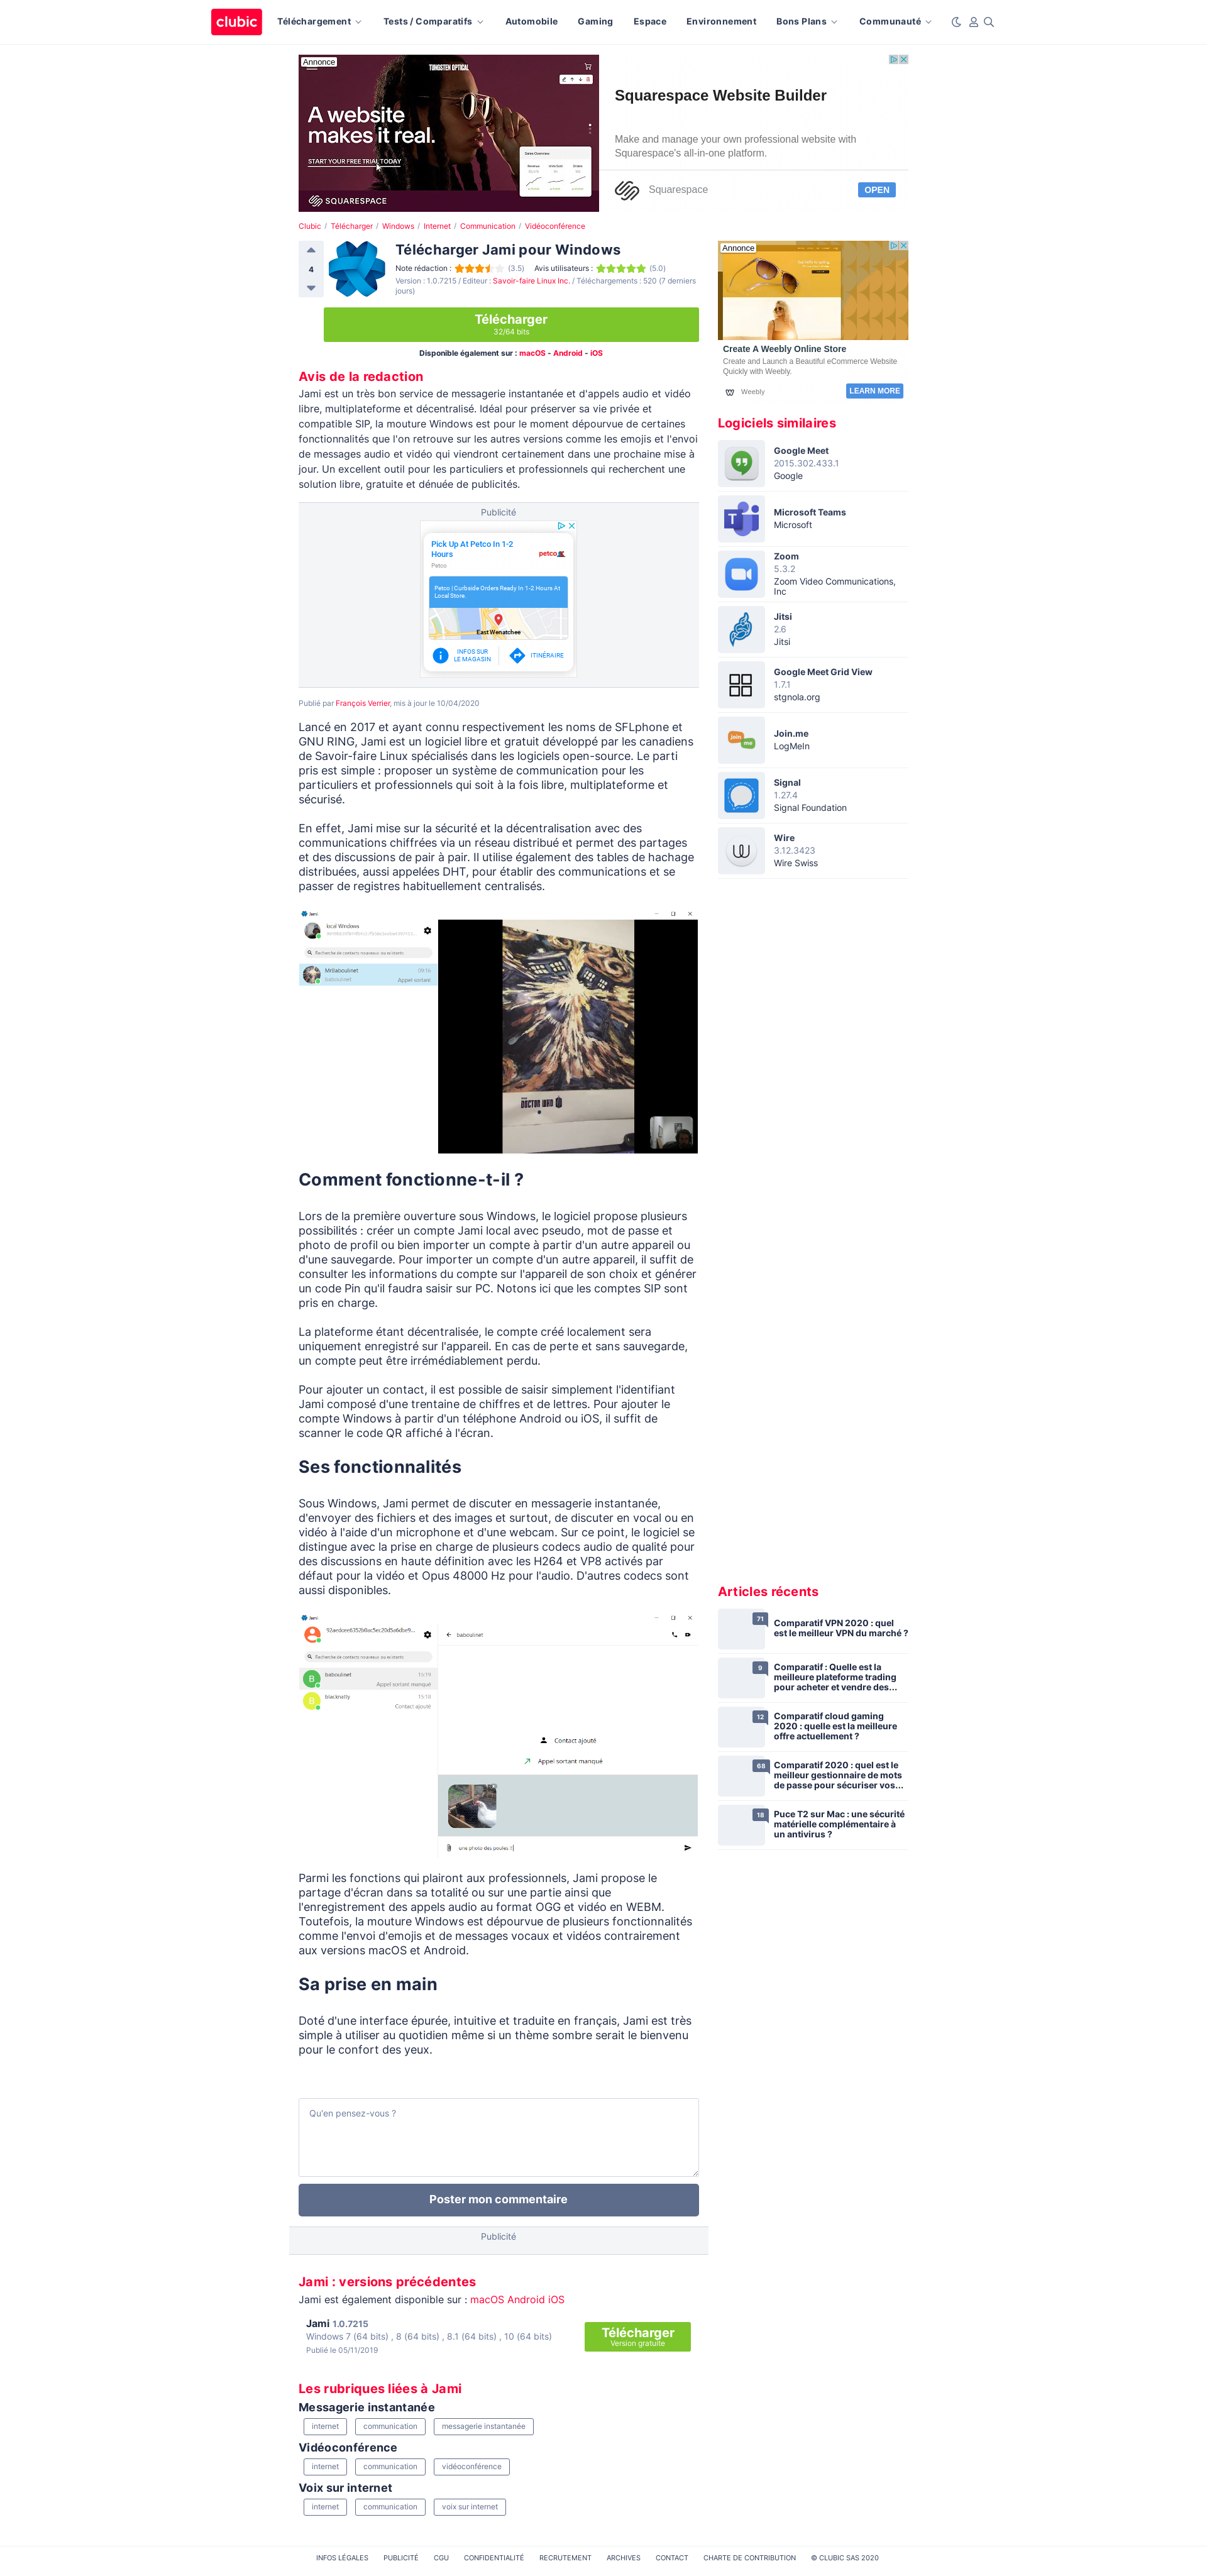 clubic Téléchargement Tests / Comparatifs Automobile Gaming Espace Environnement Bons Plans Communauté
Annonce
TUNGSTEN OPTICAL
A website
makes it real.
START YOUR FREE TRIAL TODAY
SQUARESPACE
Squarespace Website Builder
Make and manage your own professional website with
Squarespace's all-in-one platform.
Squarespace
OPEN
Clubic / Télécharger / Windows / Internet / Communication / Vidéoconférence
4
Télécharger Jami pour Windows
Note rédaction : (3.5) Avis utilisateurs : (5.0)
Version : 1.0.7215 / Editeur : Savoir-faire Linux Inc. / Téléchargements : 520 (7 derniers
jours)
Télécharger
32/64 bits
Disponible également sur : macOS - Android - iOS
Avis de la redaction
Jami est un très bon service de messagerie instantanée et d'appels audio et vidéo
libre, multiplateforme et décentralisé. Idéal pour préserver sa vie privée et
compatible SIP, la mouture Windows est pour le moment dépourvue de certaines
fonctionnalités que l'on retrouve sur les autres versions comme les emojis et l'envoi
de messages audio et vidéo qui viendront certainement dans une prochaine mise à
jour. Un excellent outil pour les particuliers et professionnels qui recherchent une
solution libre, gratuite et dénuée de publicités.
Publicité
Pick Up At Petco In 1-2
Hours
Petco
petco
Petco | Curbside Orders Ready In 1-2 Hours At
Local Store.
East Wenatchee
INFOS SUR
LE MAGASIN
ITINÉRAIRE
Publié par François Verrier, mis à jour le 10/04/2020
Lancé en 2017 et ayant connu respectivement les noms de SFLphone et
GNU RING, Jami est un logiciel libre et gratuit développé par les canadiens
de Savoir-faire Linux spécialisés dans les logiciels open-source. Le parti
pris est simple : proposer un système de communication pour les
particuliers et professionnels qui soit à la fois libre, multiplateforme et
sécurisé.
En effet, Jami mise sur la sécurité et la décentralisation avec des
communications chiffrées via un réseau distribué et permet des partages
et des discussions de pair à pair. Il utilise également des tables de hachage
distribuées, aussi appelées DHT, pour établir des communications et se
passer de registres habituellement centralisés.
Jami
local Windows
Recherche de contacts nouveaux ou existants
MrBaboulinet 20:16
baboulinet Appel sortant
DOCTOR WHO
Comment fonctionne-t-il ?
Lors de la première ouverture sous Windows, le logiciel propose plusieurs
possibilités : créer un compte Jami local avec pseudo, mot de passe et
photo de profil ou bien importer un compte à partir d'un autre appareil ou
d'une sauvegarde. Pour importer un compte d'un autre appareil, il suffit de
consulter les informations du compte sur l'appareil de son choix et générer
un code Pin qu'il faudra saisir sur PC. Notons ici que les comptes SIP sont
pris en charge.
La plateforme étant décentralisée, le compte créé localement sera
uniquement enregistré sur l'appareil. En cas de perte et sans sauvegarde,
un compte peut être irrémédiablement perdu.
Pour ajouter un contact, il est possible de saisir simplement l'identifiant
Jami composé d'une trentaine de chiffres et de lettres. Pour ajouter le
compte Windows à partir d'un téléphone Android ou iOS, il suffit de
scanner le code QR affiché à l'écran.
Ses fonctionnalités
Sous Windows, Jami permet de discuter en messagerie instantanée,
d'envoyer des fichiers et des images et surtout, de discuter en vocal ou en
vidéo à l'aide d'un microphone et d'une webcam. Sur ce point, le logiciel se
distingue avec la prise en charge de plusieurs codecs audio de qualité pour
des discussions en haute définition avec les H264 et VP8 activés par
défaut pour la vidéo et Opus 48000 Hz pour l'audio. D'autres codecs sont
aussi disponibles.
Jami
baboulinet
Recherche de contacts nouveaux ou existants
B baboulinet 15:19
Appel sortant manqué
B blacknally 15:18
Contact ajouté
Contact ajouté
Appel sortant manqué
une photo des poules !!
Parmi les fonctions qui plairont aux professionnels, Jami propose le
partage d'écran dans sa totalité ou sur une partie ainsi que
l'enregistrement des appels audio au format OGG et vidéo en WEBM.
Toutefois, la mouture Windows est dépourvue de plusieurs fonctionnalités
comme l'envoi d'emojis et de messages vocaux et vidéos contrairement
aux versions macOS et Android.
Sa prise en main
Doté d'une interface épurée, intuitive et traduite en français, Jami est très
simple à utiliser au quotidien même si un thème sombre serait le bienvenu
pour le confort des yeux.
Qu'en pensez-vous ?
Poster mon commentaire
Publicité
Jami : versions précédentes
Jami est également disponible sur : macOS Android iOS
Jami 1.0.7215
Windows 7 (64 bits) , 8 (64 bits) , 8.1 (64 bits) , 10 (64 bits)
Publié le 05/11/2019
Télécharger
Version gratuite
Les rubriques liées à Jami
Messagerie instantanée
internet communication messagerie instantanée
Vidéoconférence
internet communication vidéoconférence
Voix sur internet
internet communication voix sur internet
Annonce
Create A Weebly Online Store
Create and Launch a Beautiful eCommerce Website
Quickly with Weebly.
Weebly
LEARN MORE
Logiciels similaires
Google Meet
2015.302.433.1
Google
Microsoft Teams
Microsoft
Zoom
5.3.2
Zoom Video Communications,
Inc
Jitsi
2.6
Jitsi
Google Meet Grid View
1.7.1
stgnola.org
join me
Join.me
LogMeIn
Signal
1.27.4
Signal Foundation
Wire
3.12.3423
Wire Swiss
Articles récents
71
Comparatif VPN 2020 : quel
est le meilleur VPN du marché ?
9
Comparatif : Quelle est la
meilleure plateforme trading
pour acheter et vendre des...
12
Comparatif cloud gaming
2020 : quelle est la meilleure
offre actuellement ?
68
Comparatif 2020 : quel est le
meilleur gestionnaire de mots
de passe pour sécuriser vos...
18
Puce T2 sur Mac : une sécurité
matérielle complémentaire à
un antivirus ?
INFOS LÉGALES PUBLICITÉ CGU CONFIDENTIALITÉ RECRUTEMENT ARCHIVES CONTACT CHARTE DE CONTRIBUTION © CLUBIC SAS 2020